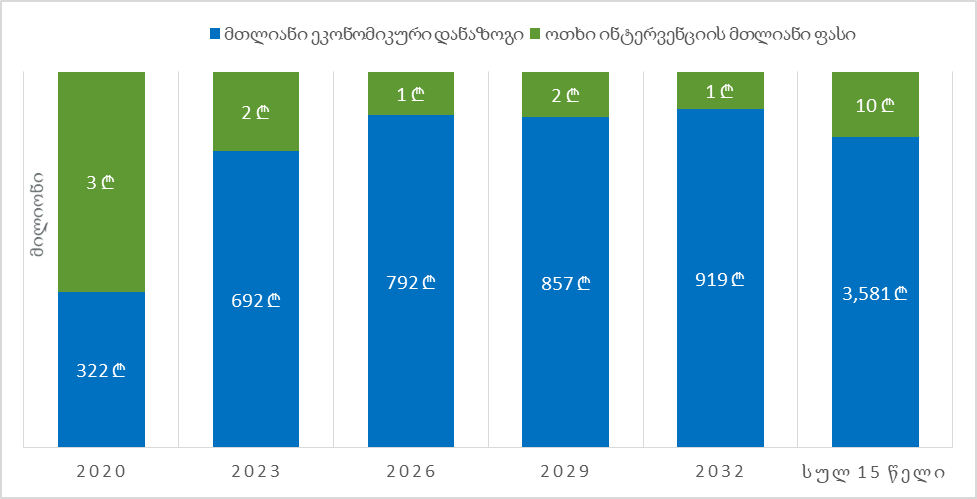 მთლიანი ეკონომიკური დანაზოგი ოთხი ინტერვენციის მთლიანი ფასი
მილიონი
3 ₾ 2 ₾ 1 ₾ 2 ₾ 1 ₾ 10 ₾
322 ₾ 692 ₾ 792 ₾ 857 ₾ 919 ₾ 3,581 ₾
2020 2023 2026 2029 2032 სულ 15 წელი